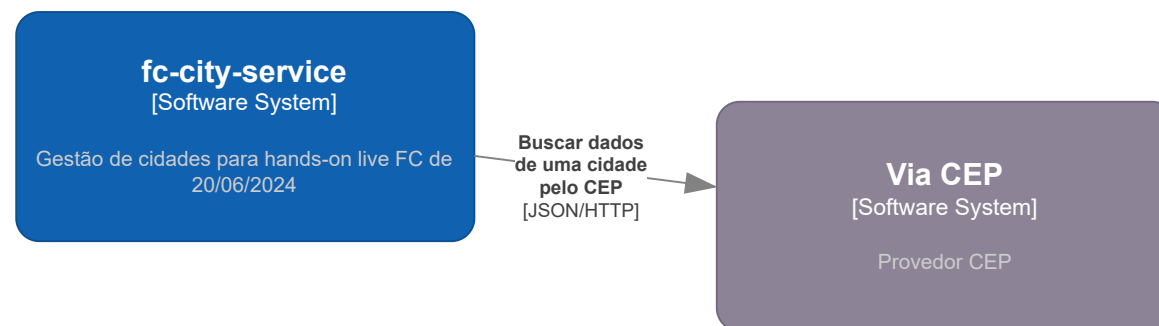 fc-city-service
[Software System]
Gestão de cidades para hands-on live FC de
20/06/2024
Buscar dados
de uma cidade
pelo CEP
[JSON/HTTP]
Via CEP
[Software System]
Provedor CEP